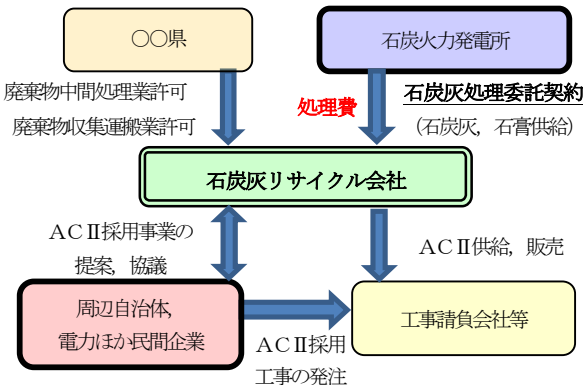 〇〇県
石炭火力発電所
廃棄物中間処理業許可
廃棄物収集運搬業許可
処理費
石炭灰処理委託契約
（石炭灰，石膏供給）
石炭灰リサイクル会社
ＡＣⅡ採用事業の
提案，協議
ＡＣⅡ供給，販売
周辺自治体，
電力ほか民間企業
ＡＣⅡ採用
工事の発注
工事請負会社等